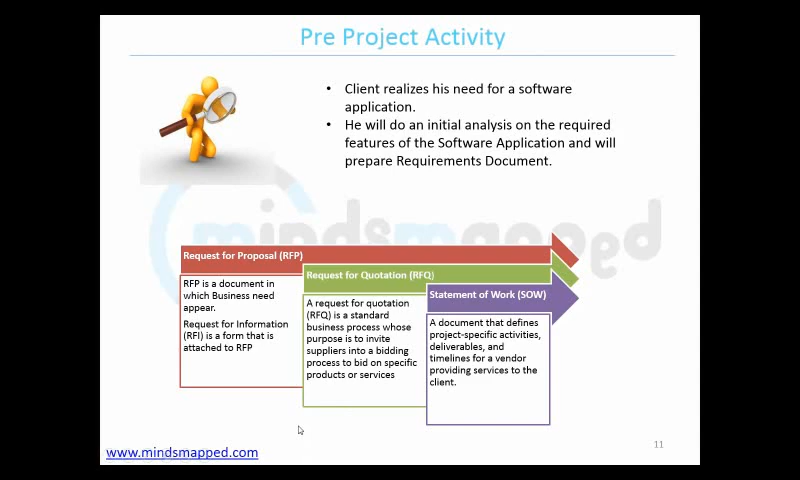 Pre Project Activity
• Client realizes his need for a software
application.
• He will do an initial analysis on the required
features of the Software Application and will
prepare Requirements Document.
mindsmapped
Request for Proposal (RFP)
RFP is a document in
which Business need
appear.
Request for Information
(RFI) is a form that is
attached to RFP
Request for Quotation (RFQ)
A request for quotation
(RFQ) is a standard
business process whose
purpose is to invite
suppliers into a bidding
process to bid on specific
products or services
Statement of Work (SOW)
A document that defines
project-specific activities,
deliverables, and
timelines for a vendor
providing services to the
client.
11
www.mindsmapped.com